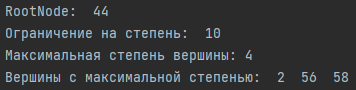 RootNode:  44
Ограничение на степень:  10
Максимальная степень вершины: 4
Вершины с максимальной степенью:  2  56  58